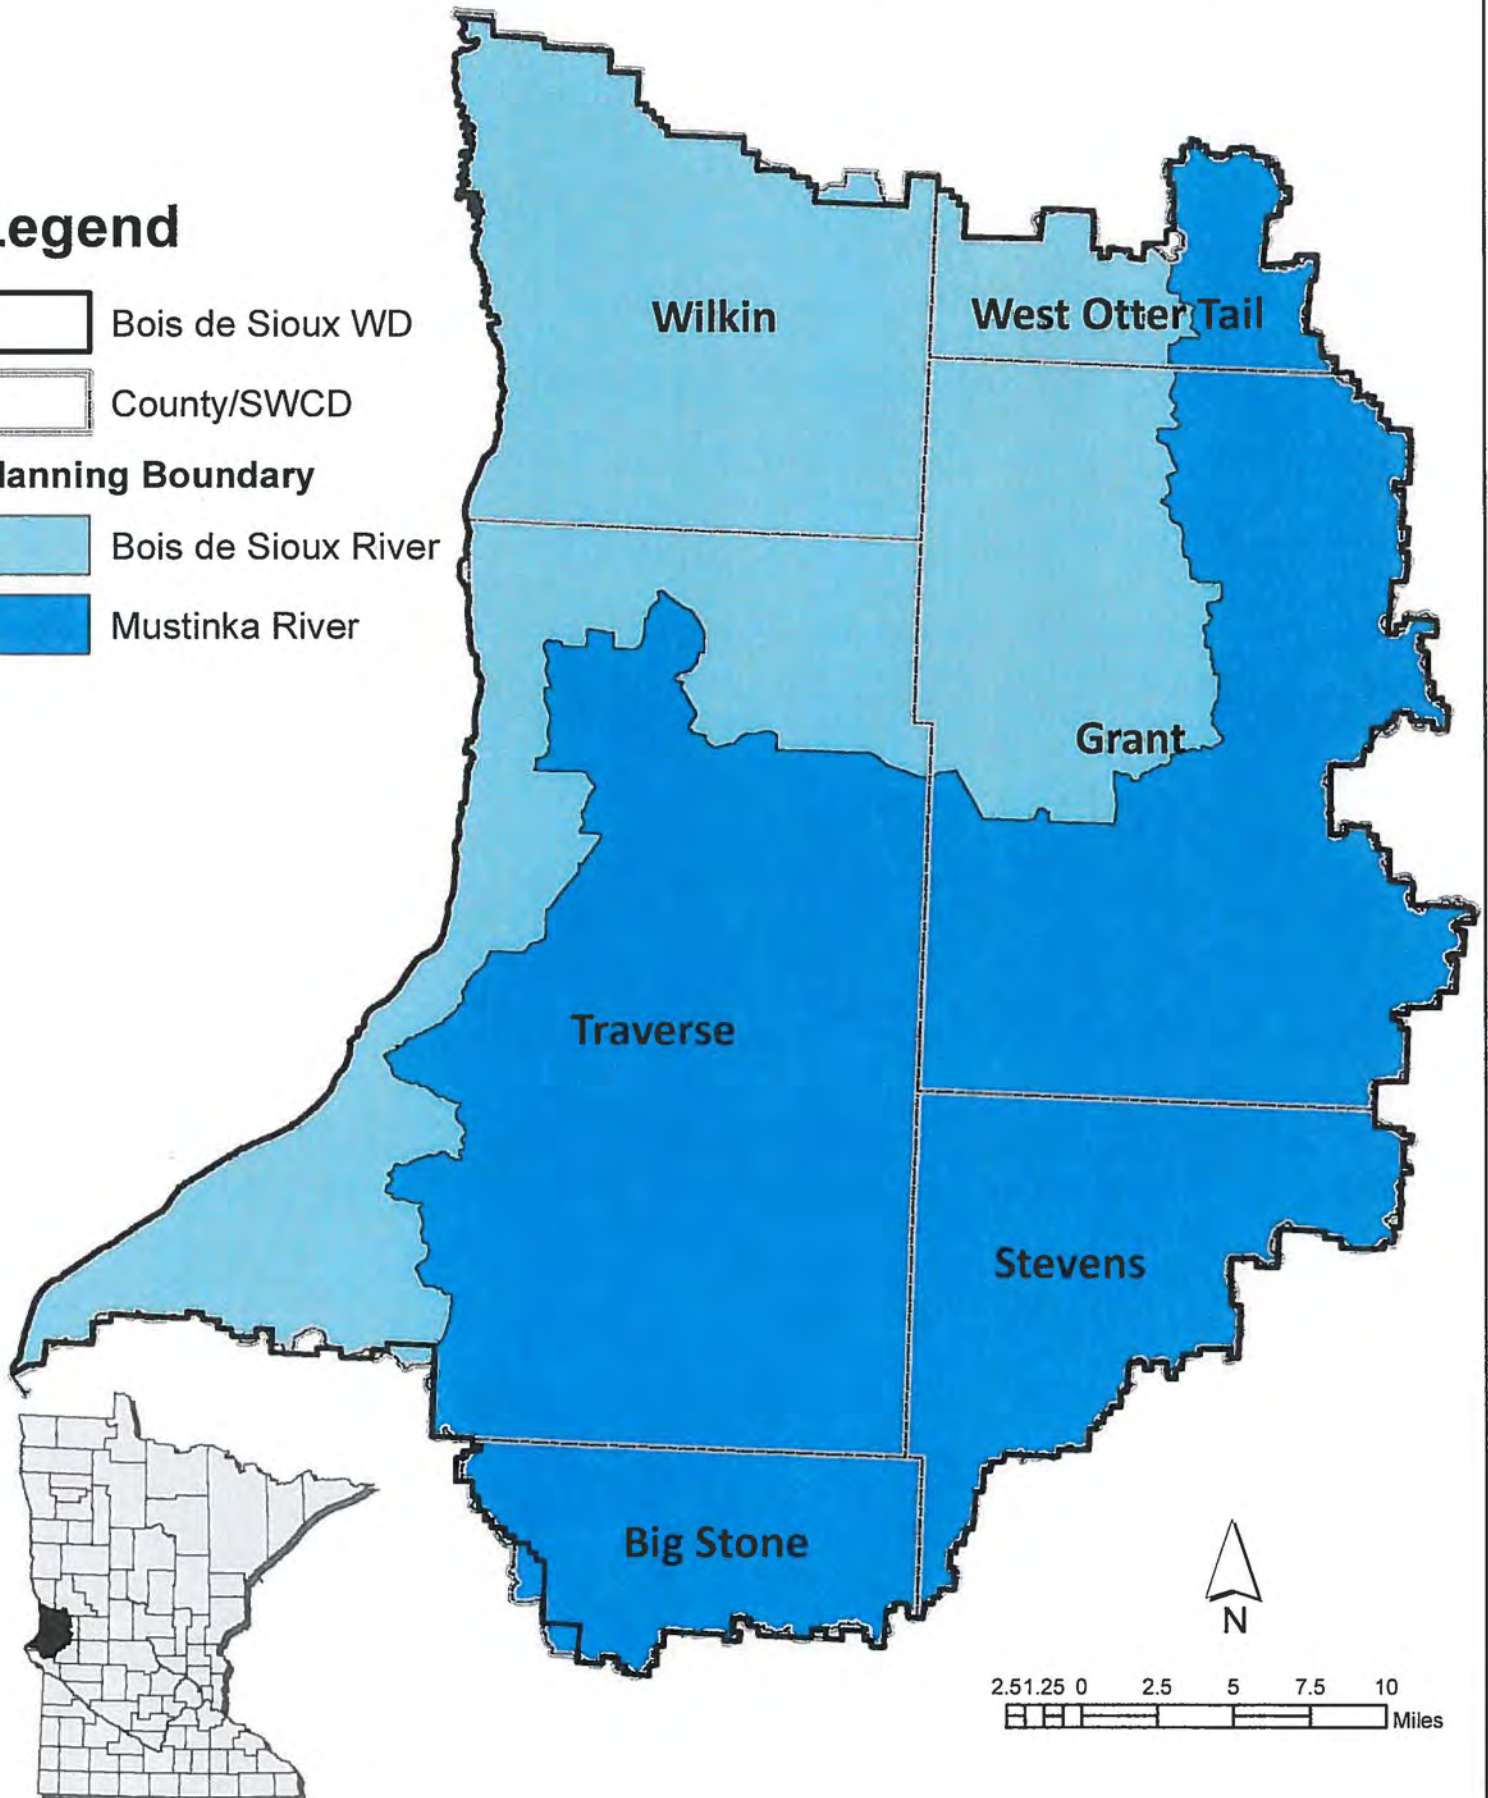 Legend
Bois de Sioux WD
County/SWCD
lanning Boundary
Bois de Sioux River
Mustinka River
Wilkin
West Otter Tail
Grant
Traverse
Stevens
Big Stone
N
2.51.25 0 2.5 5 7.5 10
Miles